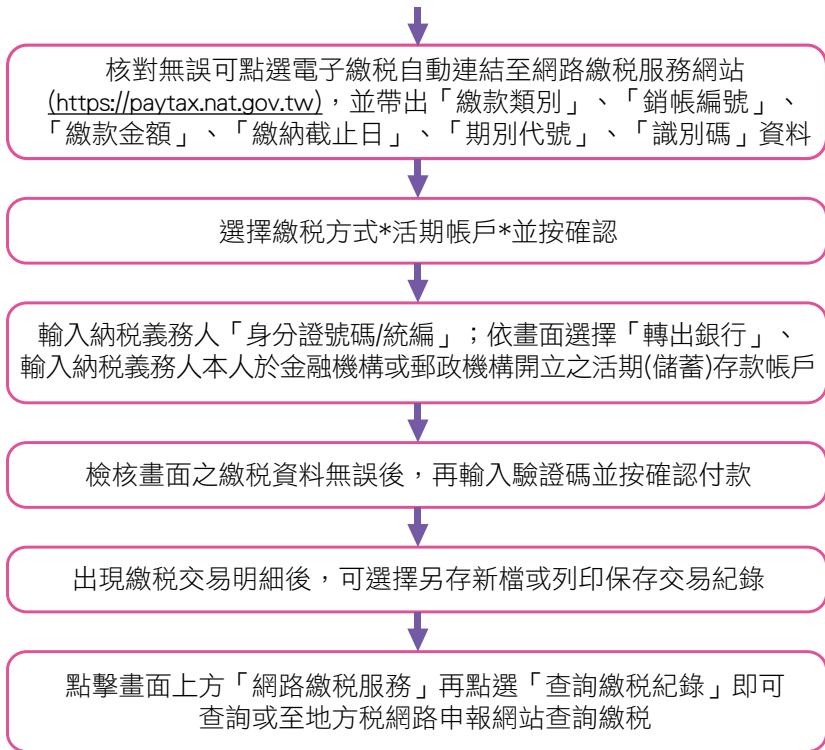 核對無誤可點選電子繳稅自動連結至網路繳稅服務網站
(https://paytax.nat.gov.tw)，並帶出「繳款類別」、「銷帳編號」、
「繳款金額」、「繳納截止日」、「期別代號」、「識別碼」資料
選擇繳稅方式*活期帳戶*並按確認
輸入納稅義務人「身分證號碼/統編」；依畫面選擇「轉出銀行」、
輸入納稅義務人本人於金融機構或郵政機構開立之活期(儲蓄)存款帳戶
檢核畫面之繳稅資料無誤後，再輸入驗證碼並按確認付款
出現繳稅交易明細後，可選擇另存新檔或列印保存交易紀錄
點擊畫面上方「網路繳稅服務」再點選「查詢繳稅紀錄」即可
查詢或至地方稅網路申報網站查詢繳稅